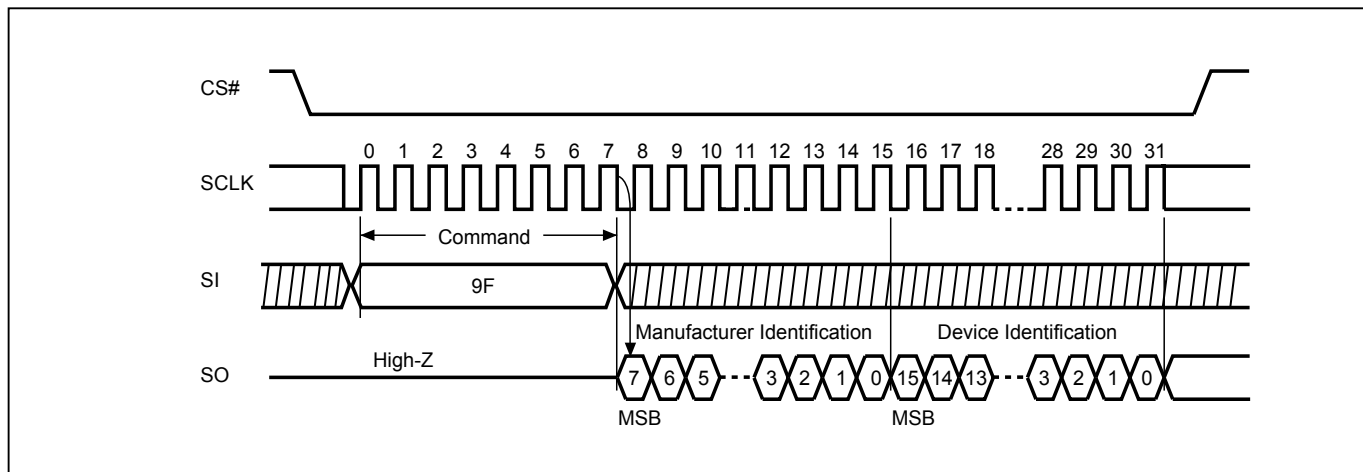 CS#
0 1 2 3 4 5 6 7 8 9 10 11 12 13 14 15 16 17 18 28 29 30 31
SCLK
Command
SI
9F
Manufacturer Identification Device Identification
High-Z
SO
7 6 5 3 2 1 0 15 14 13 3 2 1 0
MSB MSB